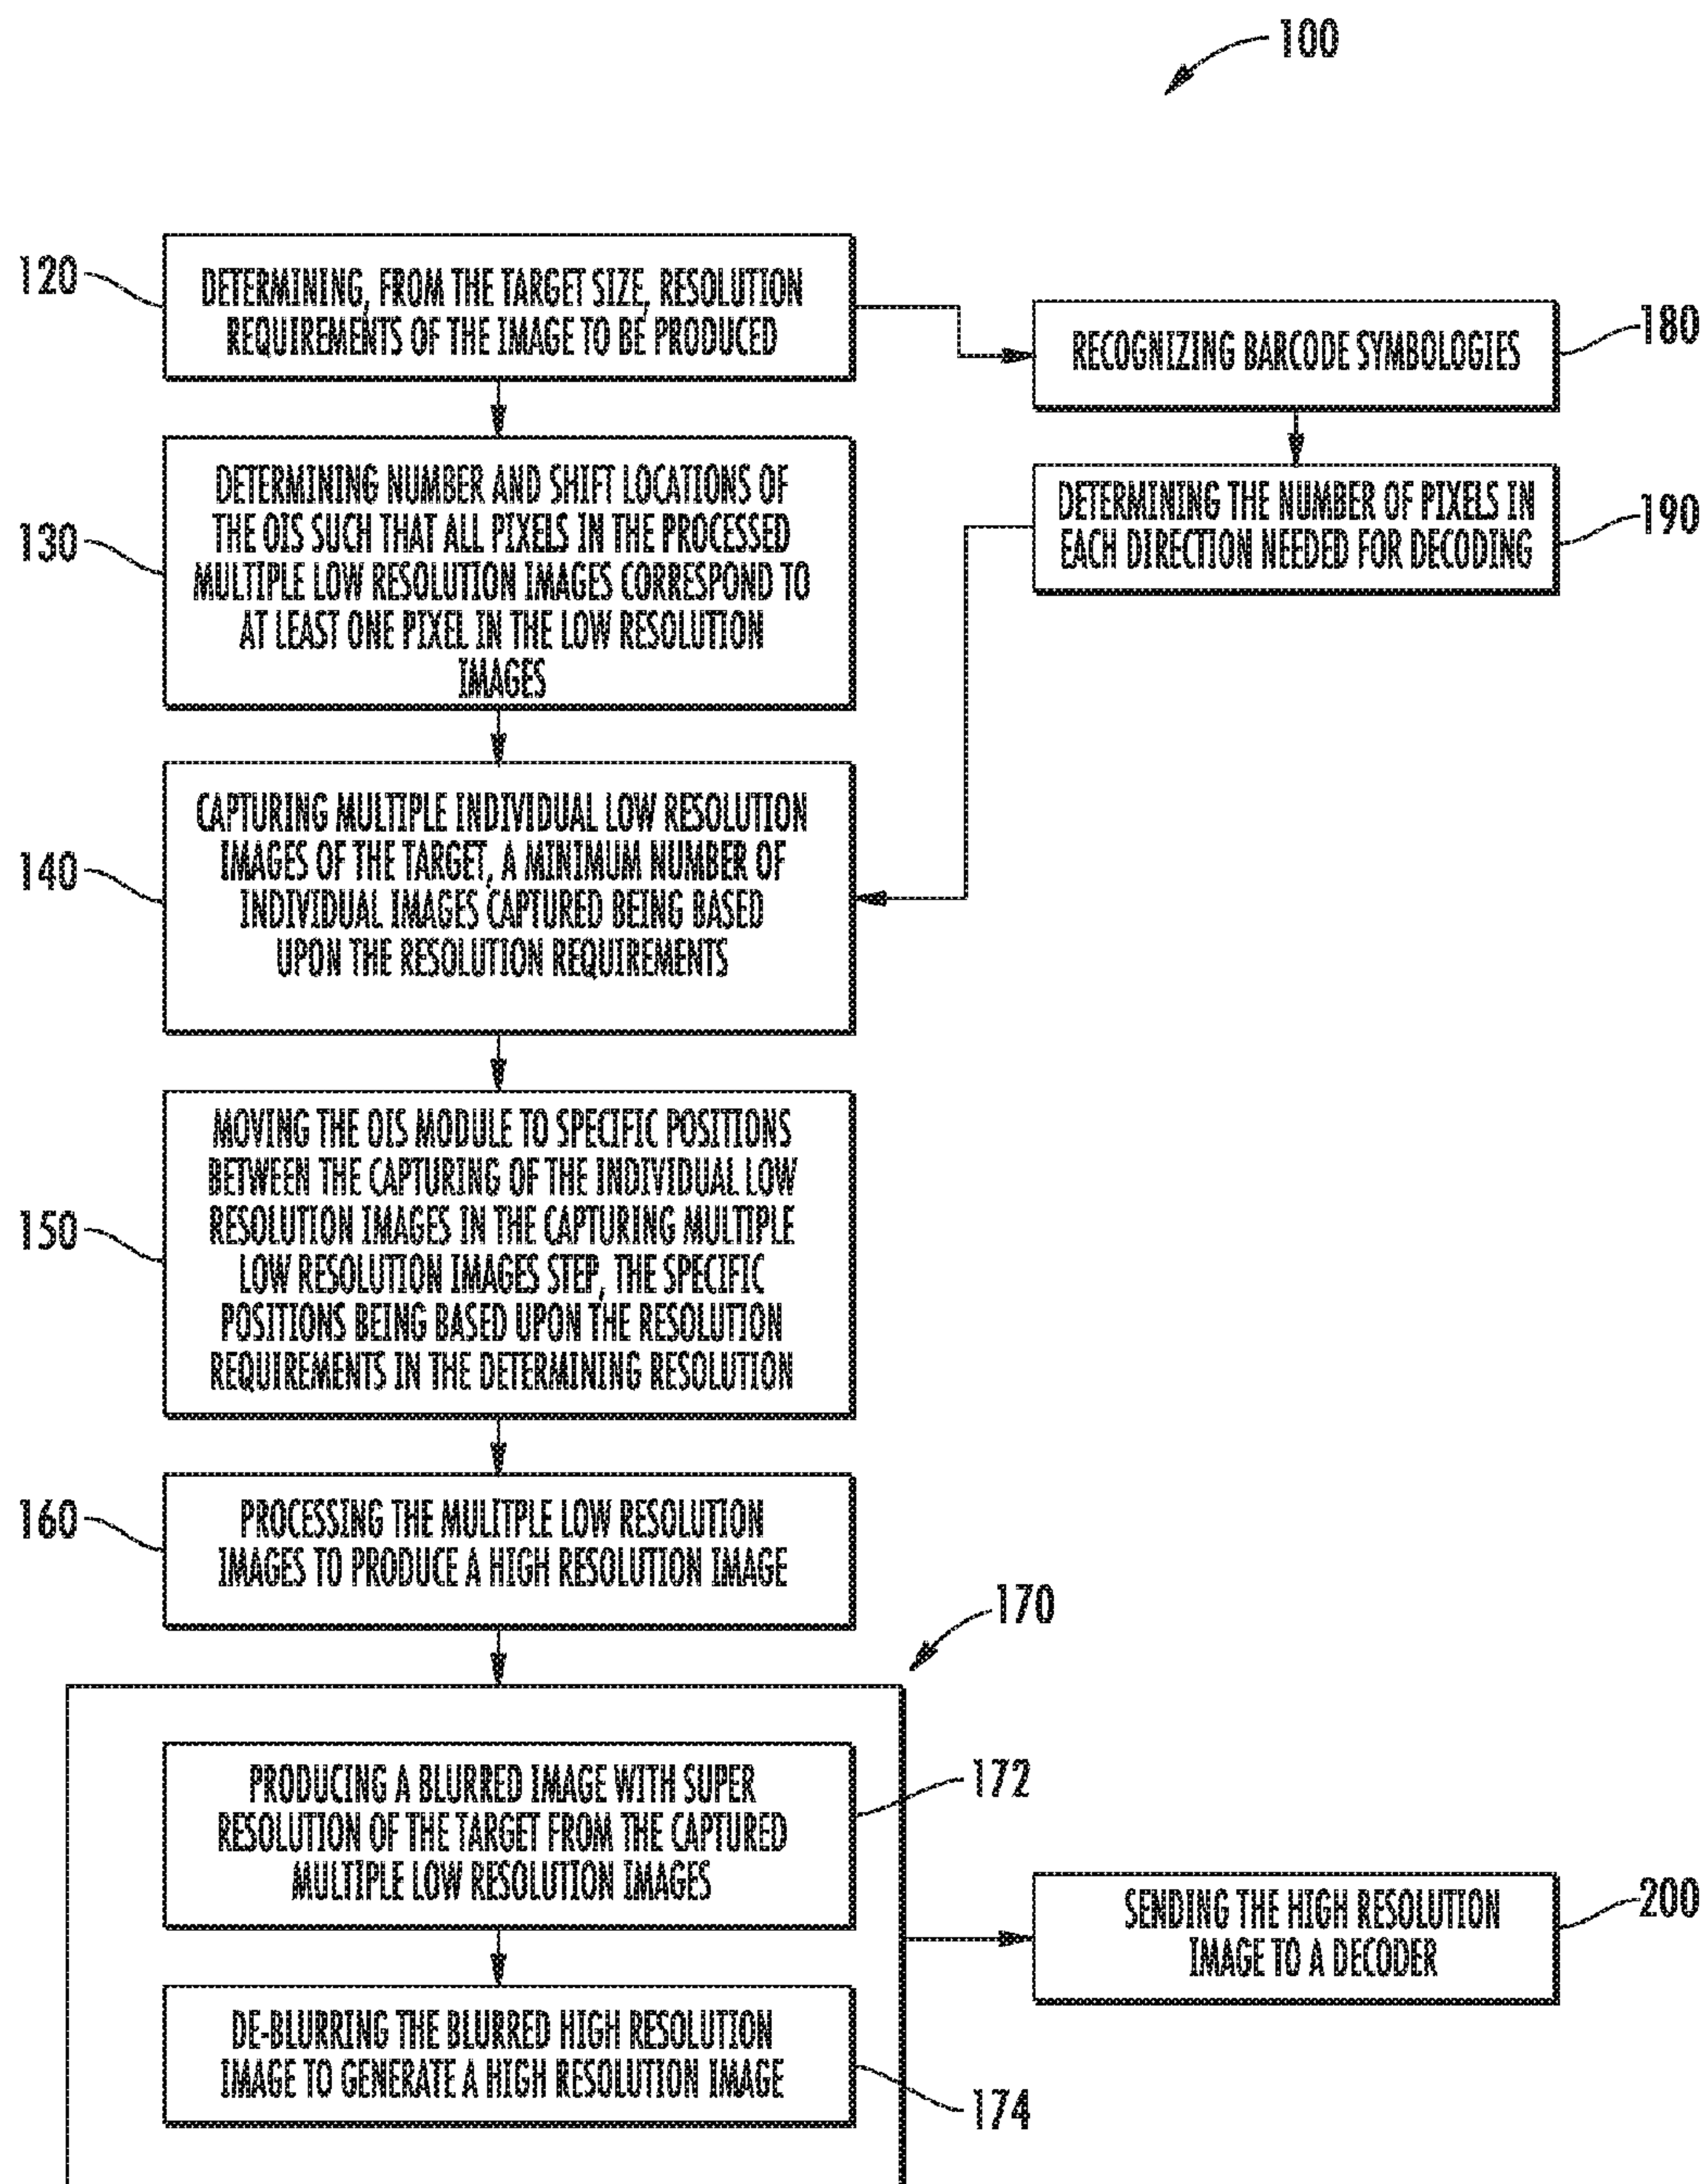 100
120
DETERMINING, FROM THE TARGET SIZE, RESOLUTION
REQUIREMENTS OF THE IMAGE TO BE PRODUCED
RECOGNIZING BARCODE SYMBOLOGIES
180
130
DETERMINING NUMBER AND SHIFT LOCATIONS OF
THE OIS SUCH THAT ALL PIXELS IN THE PROCESSED
MULTIPLE LOW RESOLUTION IMAGES CORRESPOND TO
AT LEAST ONE PIXEL IN THE LOW RESOLUTION
IMAGES
DETERMINING THE NUMBER OF PIXELS IN
EACH DIRECTION NEEDED FOR DECODING
190
140
CAPTURING MULTIPLE INDIVIDUAL LOW RESOLUTION
IMAGES OF THE TARGET, A MINIMUM NUMBER OF
INDIVIDUAL IMAGES CAPTURED BEING BASED
UPON THE RESOLUTION REQUIREMENTS
150
MOVING THE OIS MODULE TO SPECIFIC POSITIONS
BETWEEN THE CAPTURING OF THE INDIVIDUAL LOW
RESOLUTION IMAGES IN THE CAPTURING MULTIPLE
LOW RESOLUTION IMAGES STEP, THE SPECIFIC
POSITIONS BEING BASED UPON THE RESOLUTION
REQUIREMENTS IN THE DETERMINING RESOLUTION
160
PROCESSING THE MULITPLE LOW RESOLUTION
IMAGES TO PRODUCE A HIGH RESOLUTION IMAGE
170
PRODUCING A BLURRED IMAGE WITH SUPER
RESOLUTION OF THE TARGET FROM THE CAPTURED
MULTIPLE LOW RESOLUTION IMAGES
172
SENDING THE HIGH RESOLUTION
IMAGE TO A DECODER
200
DE-BLURRING THE BLURRED HIGH RESOLUTION
IMAGE TO GENERATE A HIGH RESOLUTION IMAGE
174